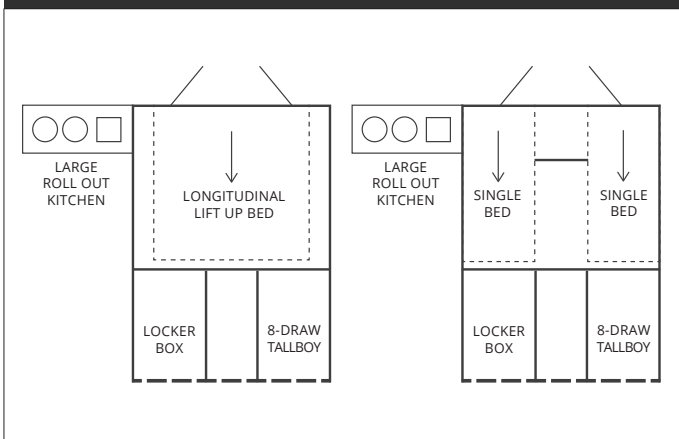 LARGE
ROLL OUT
KITCHEN
LONGITUDINAL
LIFT UP BED
LOCKER
BOX
8-DRAW
TALLBOY
LARGE
ROLL OUT
KITCHEN
SINGLE
BED
SINGLE
BED
LOCKER
BOX
8-DRAW
TALLBOY